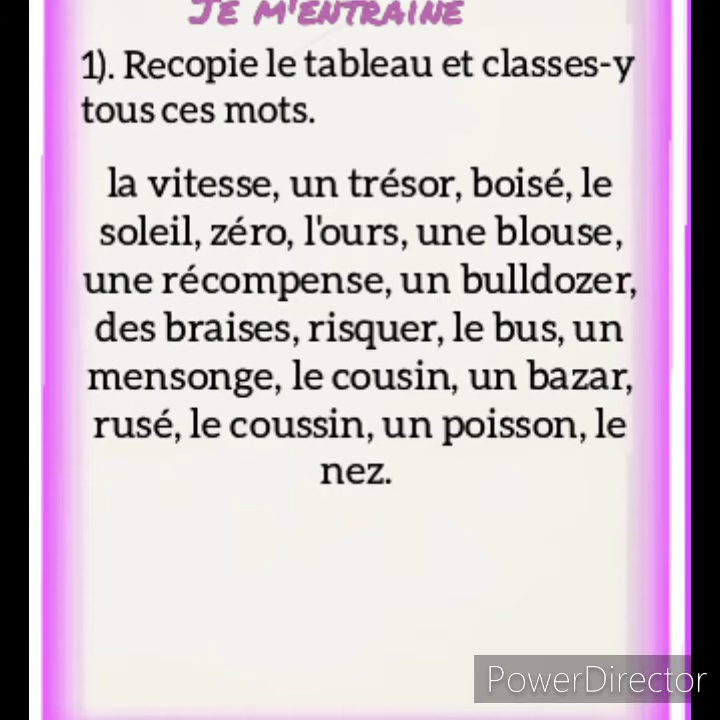 Je m'entraine
1). Recopie le tableau et classes-y
tous ces mots.
la vitesse, un trésor, boisé, le
soleil, zéro, l'ours, une blouse,
une récompense, un bulldozer,
des braises, risquer, le bus, un
mensonge, le cousin, un bazar,
rusé, le coussin, un poisson, le
nez.
PowerDirector